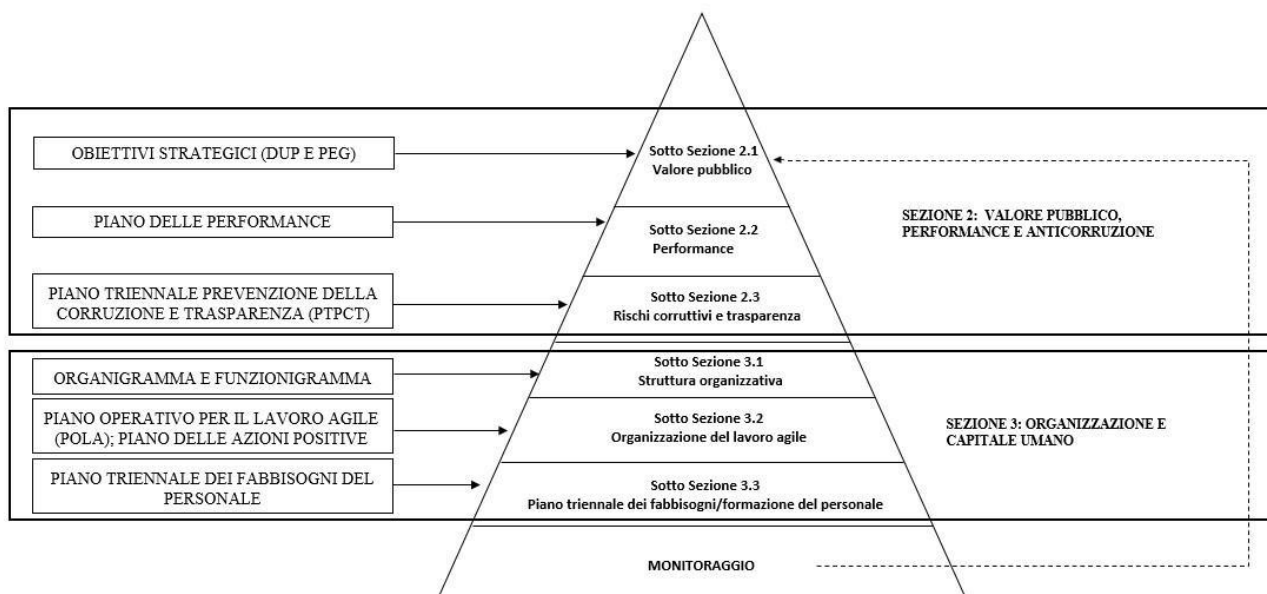 OBIETTIVI STRATEGICI (DUP E PEG)
Sotto Sezione 2.1
Valore pubblico
PIANO DELLE PERFORMANCE
Sotto Sezione 2.2
Performance
SEZIONE 2: VALORE PUBBLICO,
PERFORMANCE E ANTICORRUZIONE
PIANO TRIENNALE PREVENZIONE DELLA
CORRUZIONE E TRASPARENZA (PTPCT)
Sotto Sezione 2.3
Rischi corruttivi e trasparenza
ORGANIGRAMMA E FUNZIONIGRAMMA
Sotto Sezione 3.1
Struttura organizzativa
PIANO OPERATIVO PER IL LAVORO AGILE
(POLA); PIANO DELLE AZIONI POSITIVE
Sotto Sezione 3.2
Organizzazione del lavoro agile
SEZIONE 3: ORGANIZZAZIONE E
CAPITALE UMANO
PIANO TRIENNALE DEI FABBISOGNI DEL
PERSONALE
Sotto Sezione 3.3
Piano triennale dei fabbisogni/formazione del personale
MONITORAGGIO